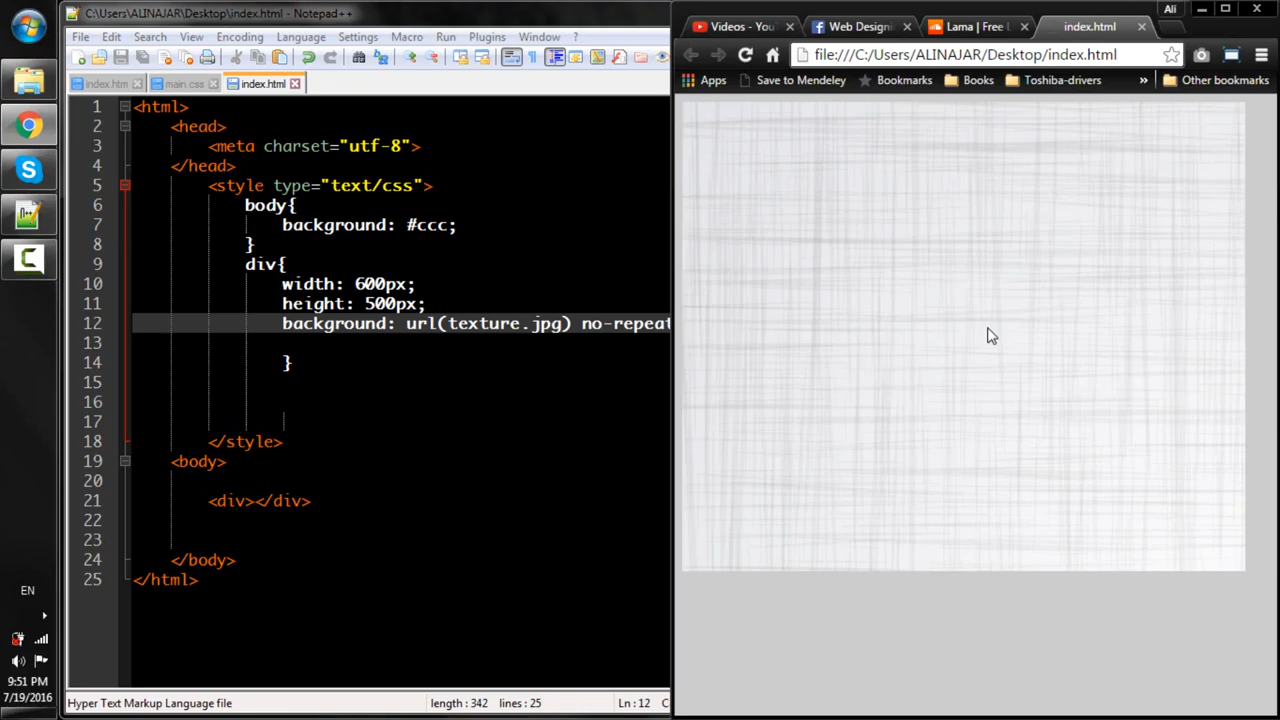 C:\Users\ALINAJAR\Desktop\index.html - Notepad++
File Edit Search View Encoding Language Settings Macro Run Plugins Window ?
index.htm main.css index.html
1 <html>
2 <head>
3 <meta charset="utf-8">
4 </head>
5 <style type="text/css">
6 body{
7 background: #ccc;
8 }
9 div{
10 width: 600px;
11 height: 500px;
12 background: url(texture.jpg) no-repeat
13
14 }
15
16
17
18 </style>
19 <body>
20
21 <div></div>
22
23
24 </body>
25 </html>
Hyper Text Markup Language file length : 342 lines : 25 Ln : 12 C
Ali
Videos - You Web Designi Lama | Free L index.html
file:///C:/Users/ALINAJAR/Desktop/index.html
Apps Save to Mendeley Bookmarks Books Toshiba-drivers » Other bookmarks
EN
9:51 PM
7/19/2016